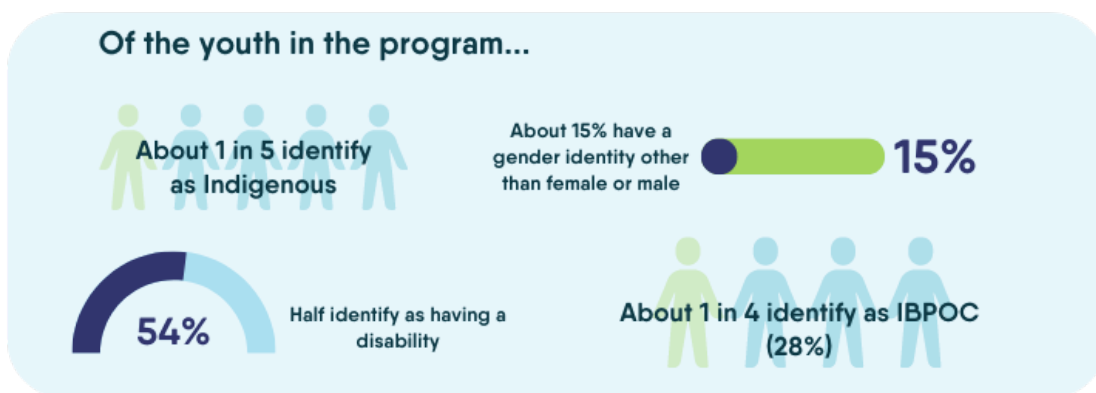 Of the youth in the program...
About 1 in 5 identify
as Indigenous
About 15% have a
gender identity other
than female or male
15%
54%
Half identify as having a
disability
About 1 in 4 identify as IBPOC
(28%)